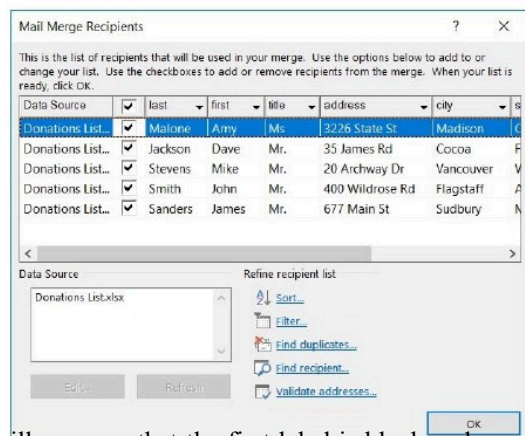 Mail Merge Recipients ? ×
This is the list of recipients that will be used in your merge. Use the options below to add to or
change your list. Use the checkboxes to add or remove recipients from the merge. When your list is
ready, click OK.
Data Source last first title address city s
Donations List... Malone Amy Ms 3226 State St Madison
Donations List... Jackson Dave Mr. 35 James Rd Cocoa F
Donations List... Stevens Mike Mr. 20 Archway Dr Vancouver
Donations List... Smith John Mr. 400 Wildrose Rd Flagstaff A
Donations List... Sanders James Mr. 677 Main St Sudbury
Data Source Refine recipient list
Donations List.xlsx
Sort...
Filter...
Find duplicates...
Find recipient...
Validate addresses...
Edit... Refresh
OK
that the first label is